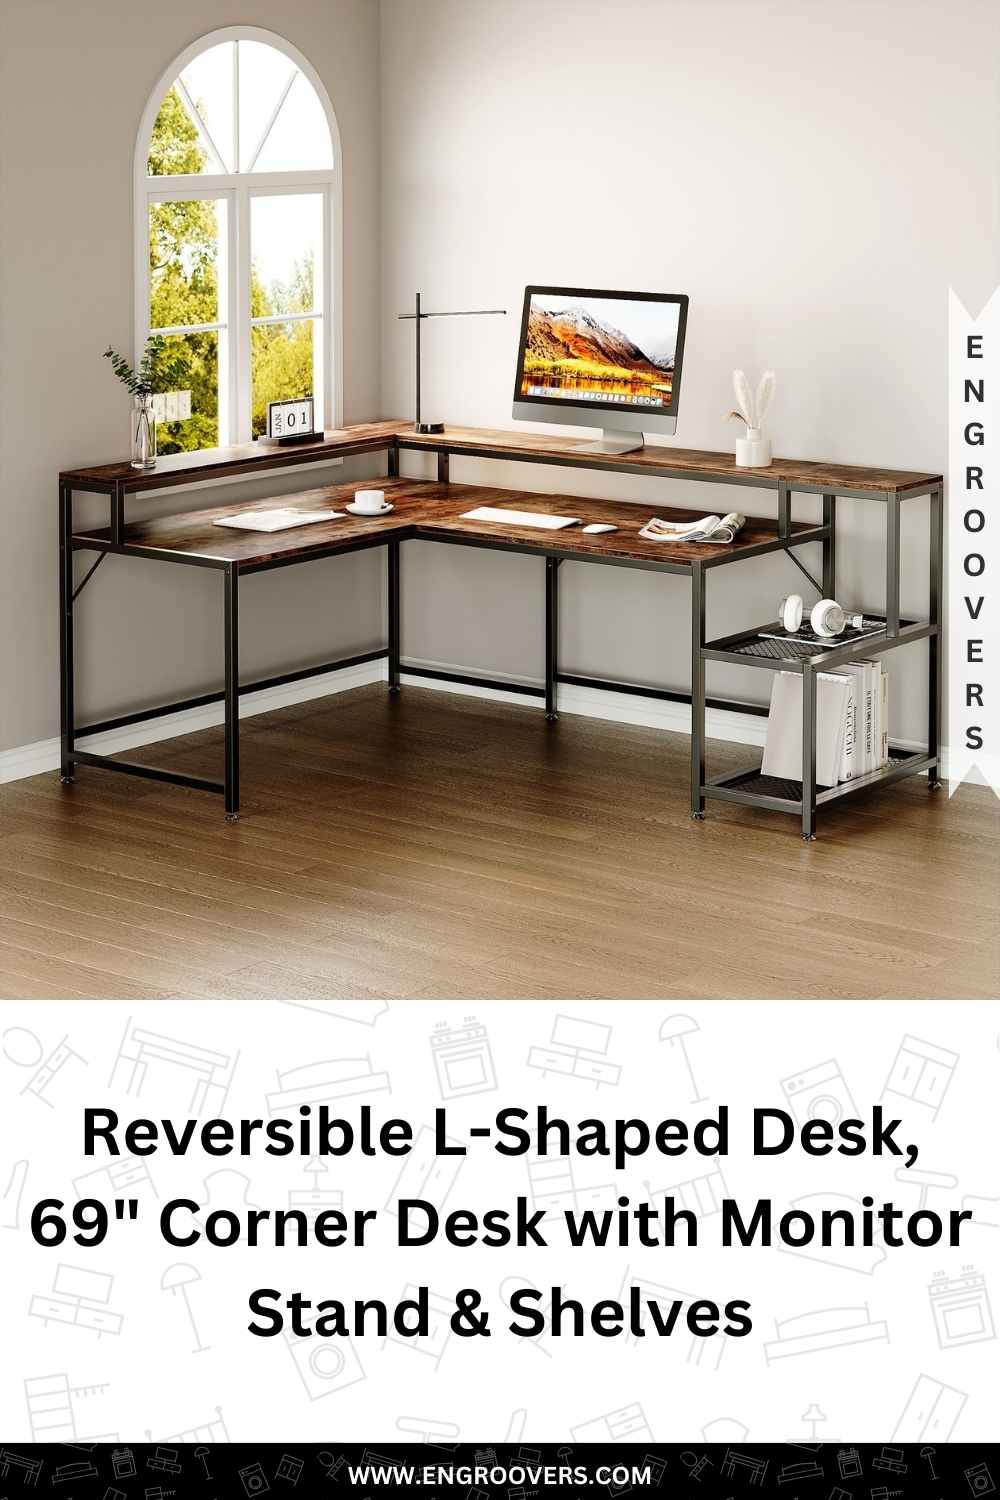 JAN 01
ENGROOVERS
Reversible L-Shaped Desk,
69" Corner Desk with Monitor
Stand & Shelves
WWW.ENGROOVERS.COM